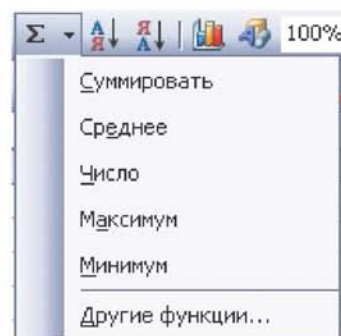 Σ А Я Я А 100%
Суммировать
Среднее
Число
Максимум
Минимум
Другие функции...